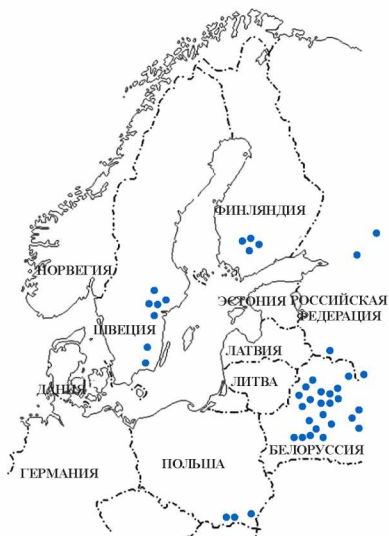 ФИНЛЯНДИЯ
НОРВЕГИЯ
ЭСТОНИЯ
РОССИЙСКАЯ
ФЕДЕРАЦИЯ
ШВЕЦИЯ
ЛАТВИЯ
ЛИТВА
ДАНИЯ
БЕЛОРУССИЯ
ПОЛЬША
ГЕРМАНИЯ